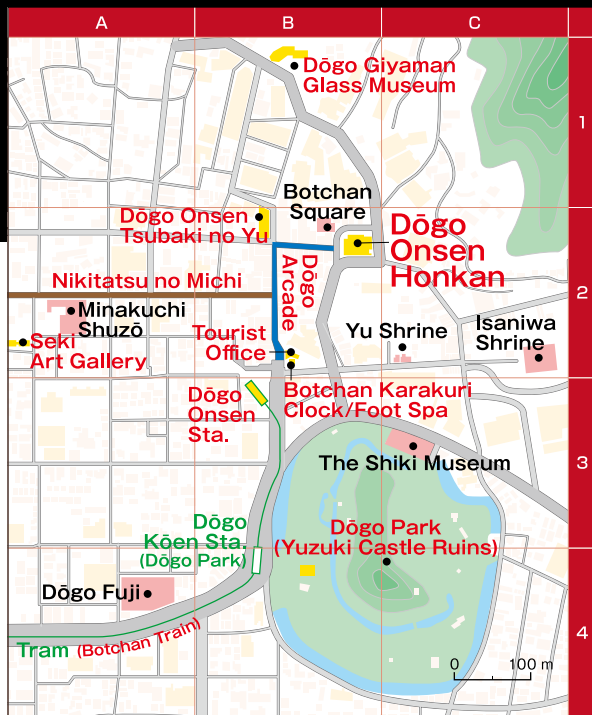 A
B
C
1
2
3
4
Dōgo Giyaman
Glass Museum
Botchan
Square
Dōgo Onsen
Tsubaki no Yu
Dōgo
Onsen
Honkan
Dōgo
Arcade
Nikitatsu no Michi
Minakuchi
Shuzō
Seki
Art Gallery
Tourist
Office
Yu Shrine
Isaniwa
Shrine
Botchan Karakuri
Clock/Foot Spa
Dōgo
Onsen
Sta.
The Shiki Museum
Dōgo
Kōen Sta.
(Dōgo Park)
Dōgo Park
(Yuzuki Castle Ruins)
Dōgo Fuji
Tram (Botchan Train)
0 100 m